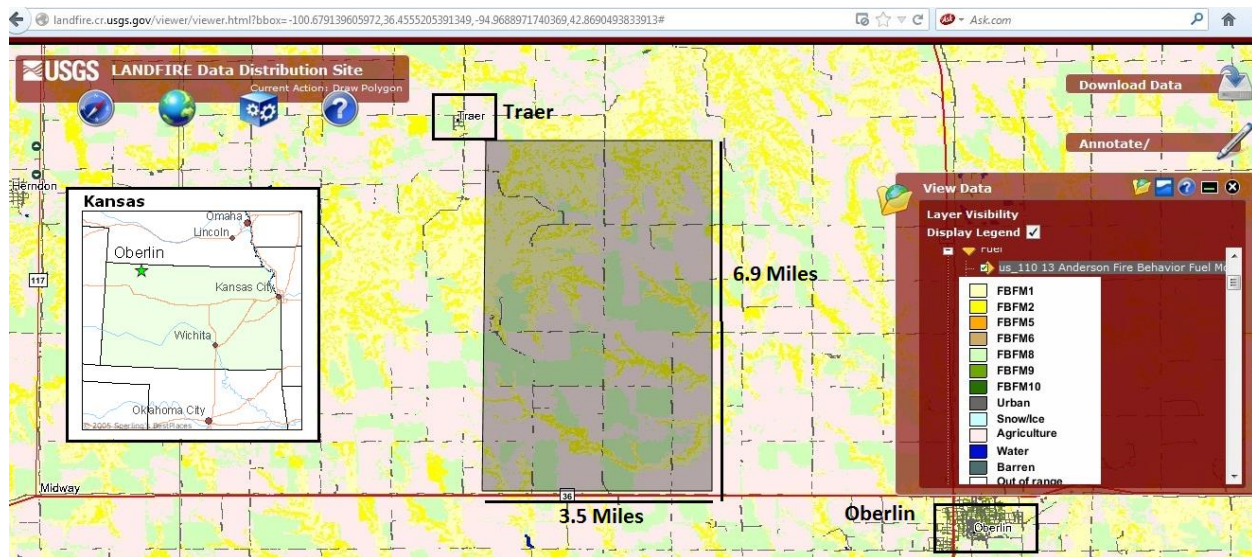 landfire.cr.usgs.gov/viewer/viewer.html?bbox=-100.679139605972,36.4555205391349,-94.9688971740369,42.8690493833913#
Ask.com
USGS LANDFIRE Data Distribution Site
Current Action: Draw Polygon
?
Download Data
Annotate/
Traer
Traer
Herndon
117
Kansas
Omaha
Lincoln
Oberlin
Kansas City
Wichita
Oklahoma City
© 2005 Sperling's BestPlaces
6.9 Miles
View Data
?
Layer Visibility
Display Legend
Fuel
us_110 13 Anderson Fire Behavior Fuel Mo
FBFM1
FBFM2
FBFM5
FBFM6
FBFM8
FBFM9
FBFM10
Urban
Snow/Ice
Agriculture
Water
Barren
Out of range
Midway
36
3.5 Miles
Oberlin
Oberlin